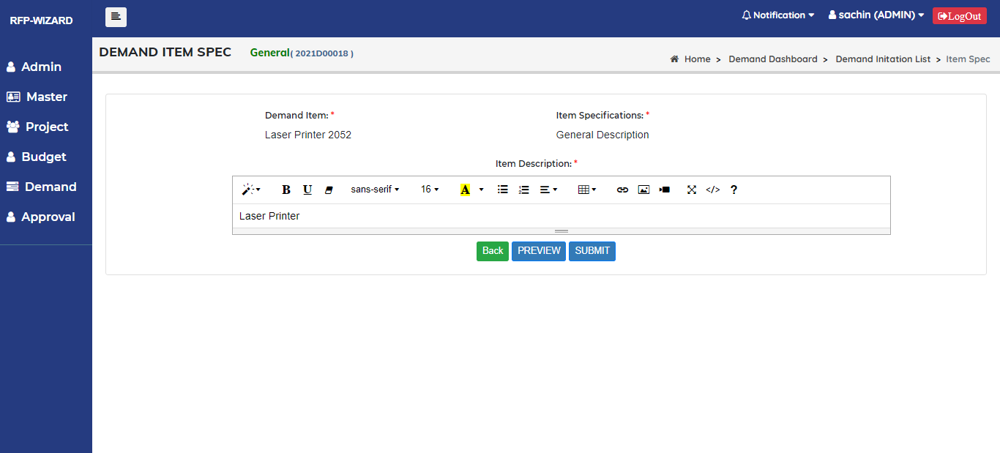 RFP-WIZARD
Notification
sachin (ADMIN)
LogOut
Admin
Master
Project
Budget
Demand
Approval
DEMAND ITEM SPEC General( 2021D00018 )
Home > Demand Dashboard > Demand Initation List > Item Spec
Demand Item: *
Laser Printer 2052
Item Specifications: *
General Description
Item Description: *
B U sans-serif 16 A </> ?
Laser Printer
Back PREVIEW SUBMIT